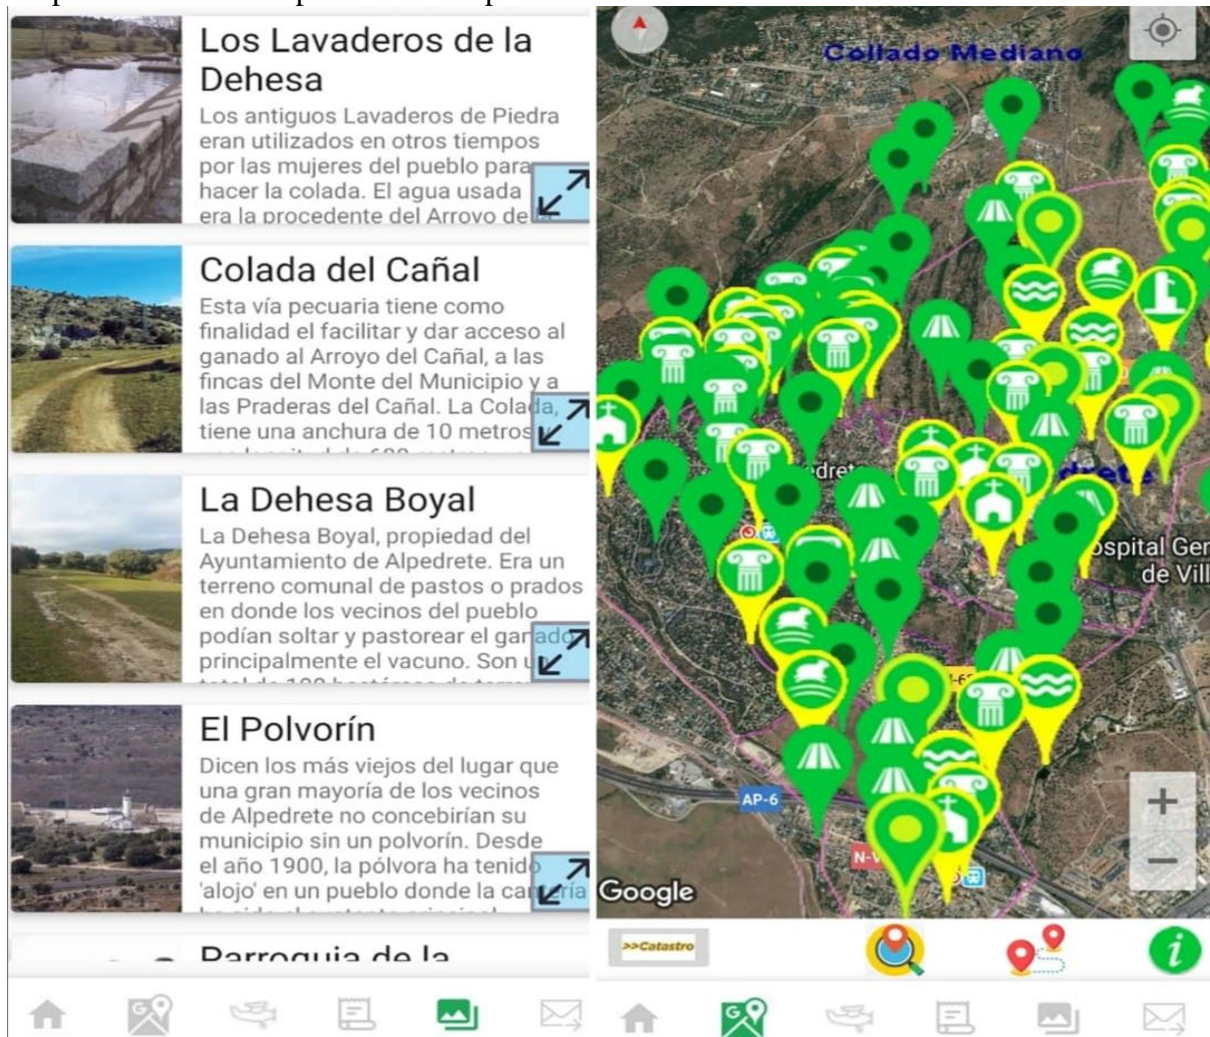 Los Lavaderos de la
Dehesa
Los antiguos Lavaderos de Piedra
eran utilizados en otros tiempos
por las mujeres del pueblo para
hacer la colada. El agua usada
era la procedente del Arroyo de
Colada del Cañal
Esta vía pecuaria tiene como
finalidad el facilitar y dar acceso al
ganado al Arroyo del Cañal, a las
fincas del Monte del Municipio y a
las Praderas del Cañal. La Colada,
tiene una anchura de 10 metros
La Dehesa Boyal
La Dehesa Boyal, propiedad del
Ayuntamiento de Alpedrete. Era un
terreno comunal de pastos o prados
en donde los vecinos del pueblo
podían soltar y pastorear el ganado
principalmente el vacuno. Son un
El Polvorín
Dicen los más viejos del lugar que
una gran mayoría de los vecinos
de Alpedrete no concebirían su
municipio sin un polvorín. Desde
el año 1900, la pólvora ha tenido
'alojo' en un pueblo donde la cantería
Parroquia de la
Collado Mediano
drete
drete
ospital Ger
de Vill
AP-6
N-V
Google
>>Catastro
i
G
G